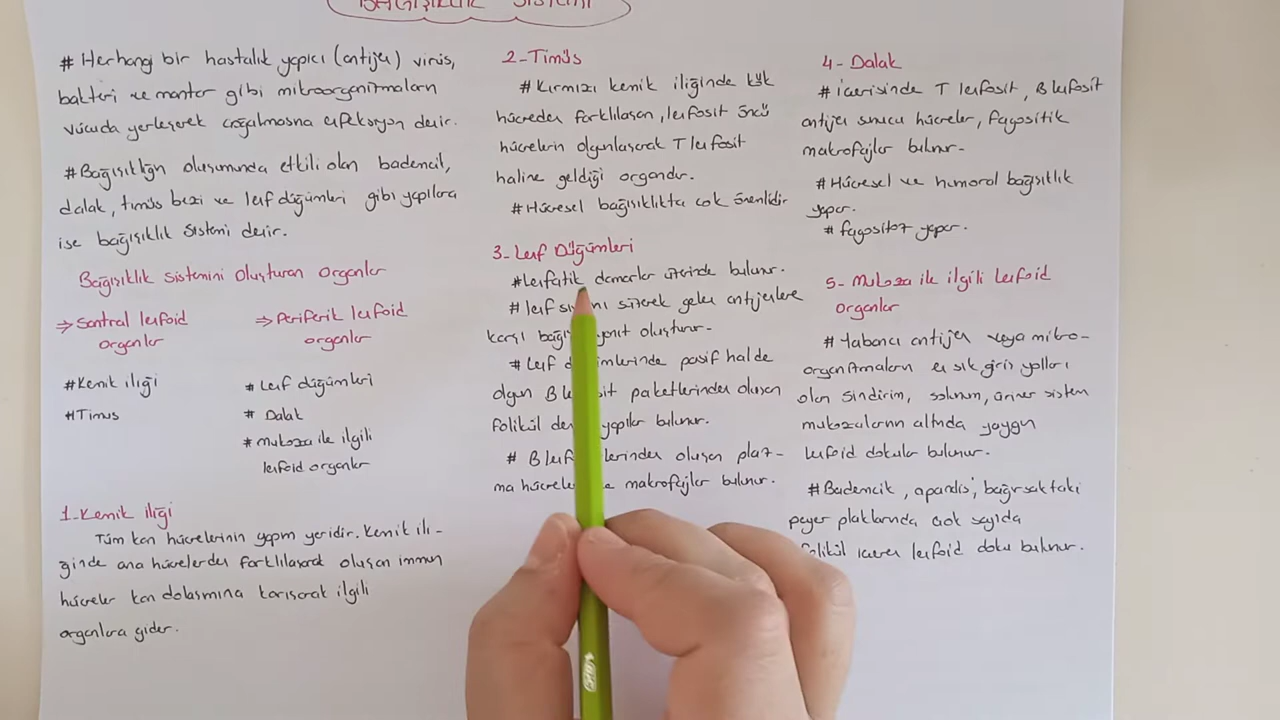 BAĞIŞIKLIK SİSTEMİ
# Herhangi bir hastalık yapıcı (antijen) virüs,
bakteri ve mantar gibi mikroorganizmaların
vücuda yerleşerek çoğalmasına enfeksiyon denir.
# Bağışıklığın oluşumunda etkili olan bademcik,
dalak, timüs bezi ve lenf düğümleri gibi yapılara
ise bağışıklık sistemi denir.
Bağışıklık sistemini oluşturan organlar
⇒ Santral lenfoid
organlar
⇒ Periferik lenfoid
organlar
# Kemik iliği
# Timus
# Lenf düğümleri
# Dalak
# mukoza ile ilgili
lenfoid organlar
1- Kemik iliği
Tüm kan hücrelerinin yapım yeridir. Kemik ili-
ğinde ana hücrelerden farklılaşarak oluşan immun
hücreler kan dolaşımına karışarak ilgili
organlara gider.
2- Timüs
# Kırmızı kemik iliğinde kök
hücreden farklılaşan, lenfosit öncü
hücrelerin olgunlaşarak T lenfosit
haline geldiği organdır.
# Hücresel bağışıklıkta çok önemlidir
3- Lenf Düğümleri
# Lenfatik damarlar üzerinde bulunur.
# lenf süzerek gelen antijenlere
karşı yanıt oluşturur.
# Lenf pasif halde
olgun B paketlerinden oluşan
folikül yapılar bulunur.
# B oluşan plaz-
ma makrofajlar bulunur.
4- Dalak
# İçerisinde T lenfosit, B lenfosit
antijen sunucu hücreler, fagositik
makrofajlar bulunur.
# Hücresel ve humoral bağışıklık
yapar.
# fagositoz yapar.
5- Mukoza ile ilgili lenfoid
organlar
# Yabancı antijen veya mikro-
organizmaların en sık giriş yolları
olan sindirim, solunum, üriner sistem
mukozalarının altında yaygın
lenfoid dokular bulunur.
# Bademcik, apandis, bağırsaktaki
peyer plaklarında çok sayıda
folikül içeren lenfoid doku bulunur.